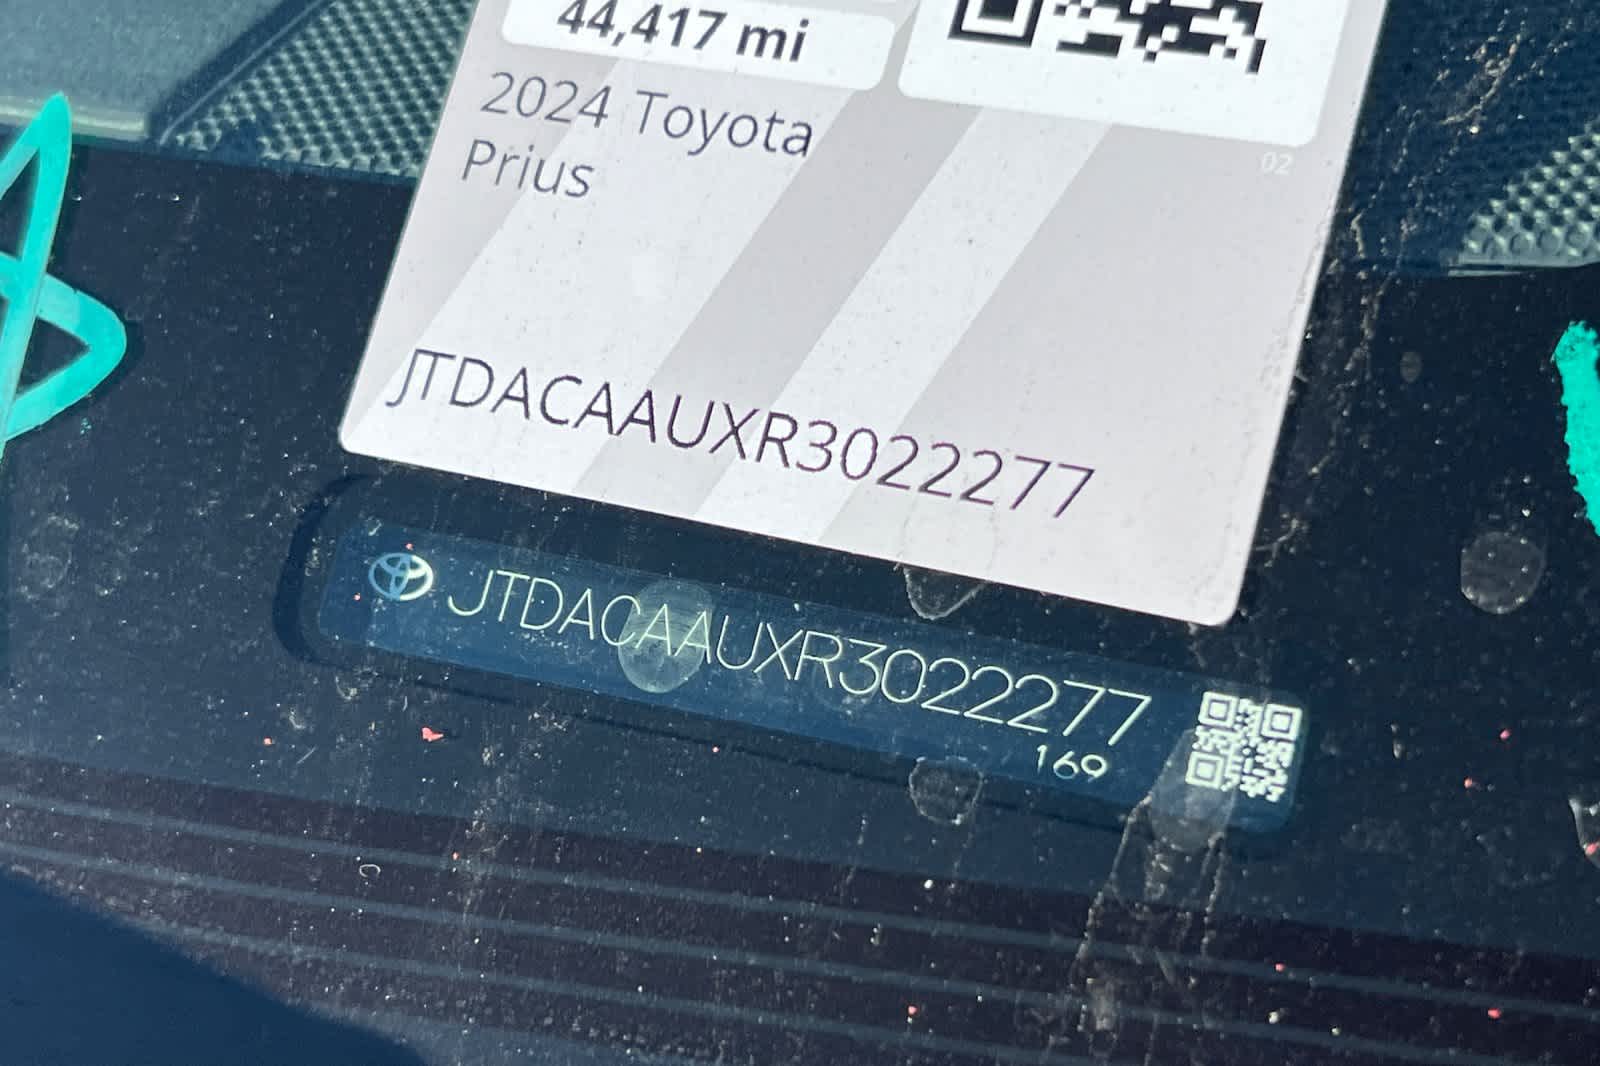 44,417 mi
2024 Toyota
Prius
02
JTDACAAUXR3022277
JTDACAAUXR3022277
169